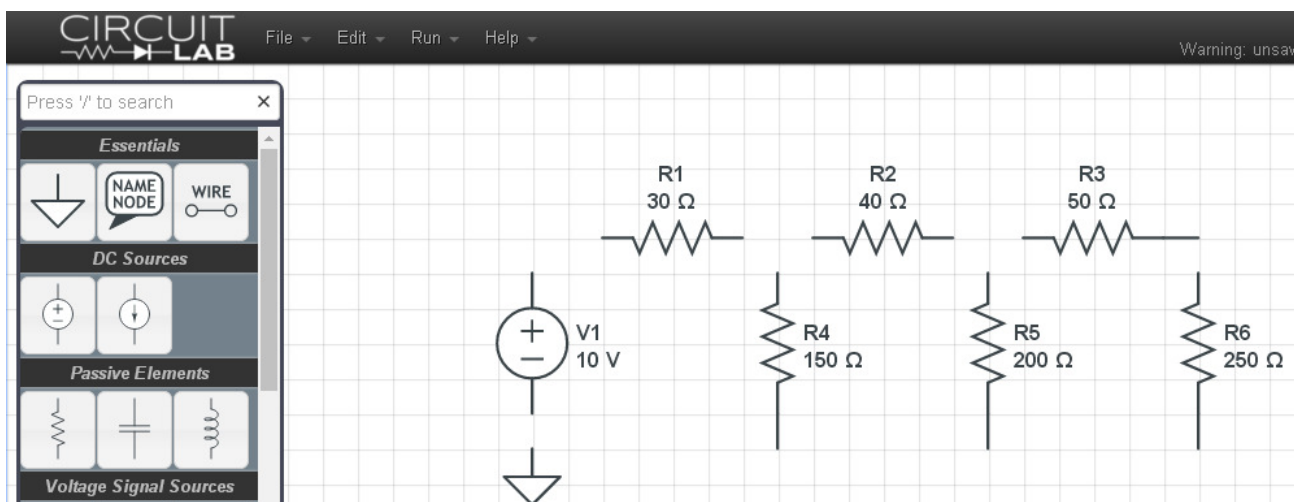 CIRCUIT
LAB
File Edit Run Help
Warning: unsav
Press '/' to search
Essentials
NAME
NODE
WIRE
DC Sources
Passive Elements
Voltage Signal Sources
R1
30 Ω
R2
40 Ω
R3
50 Ω
V1
10 V
R4
150 Ω
R5
200 Ω
R6
250 Ω